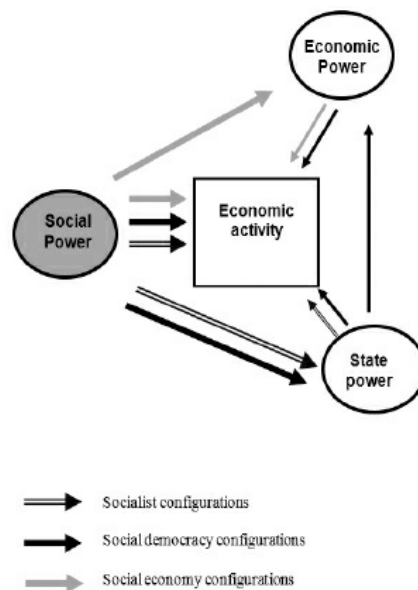 Economic
Power
Social
Power
Economic
activity
State
power
Socialist configurations
Social democracy configurations
Social economy configurations